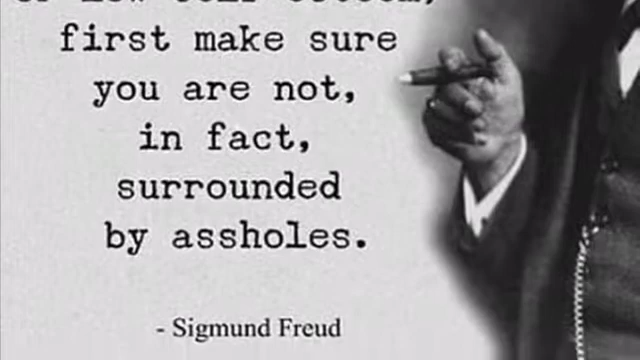 first make sure
you are not,
in fact,
surrounded
by assholes.
- Sigmund Freud